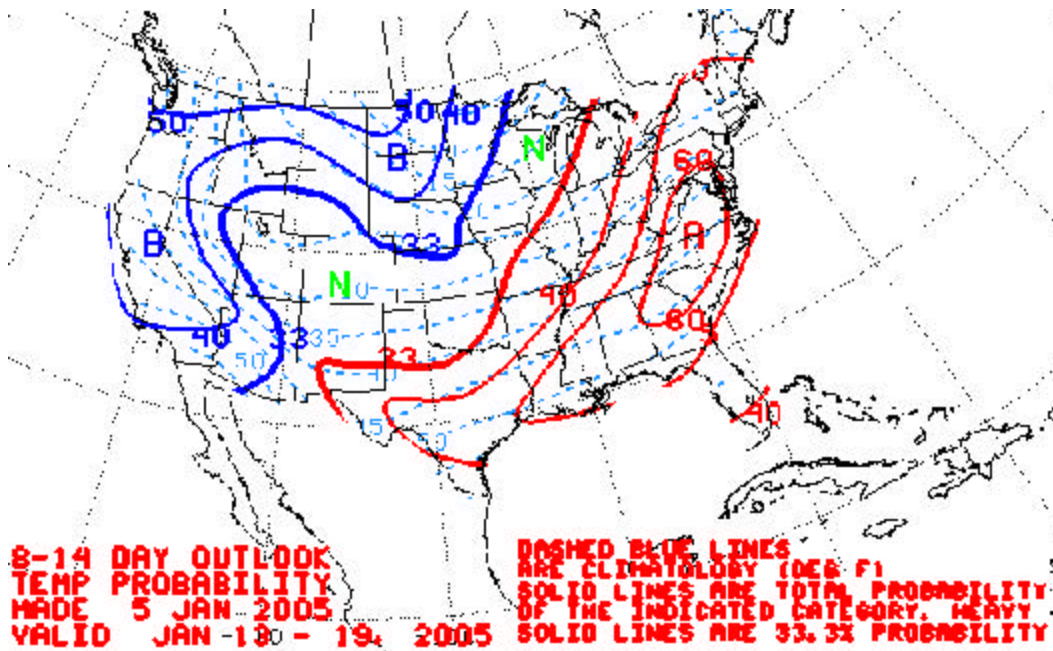 50
50 40
B
N
60
B
33
A
N
40
40
33
35
50
60
33
40
50
40
8-14 DAY OUTLOOK
TEMP PROBABILITY
MADE 5 JAN 2005
VALID JAN - 19, 2005
DASHED BLUE LINES
ARE CLIMATOLOGY (DEG F)
SOLID LINES ARE TOTAL PROBABILITY
OF THE INDICATED CATEGORY. HEAVY
SOLID LINES ARE 33.3% PROBABILITY